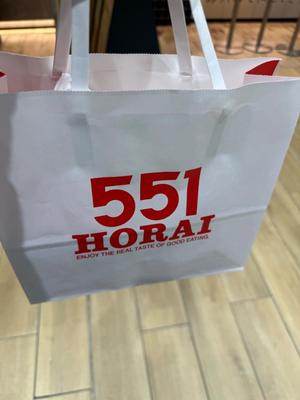 551
HORAI
ENJOY THE REAL TASTE OF GOOD EATING.